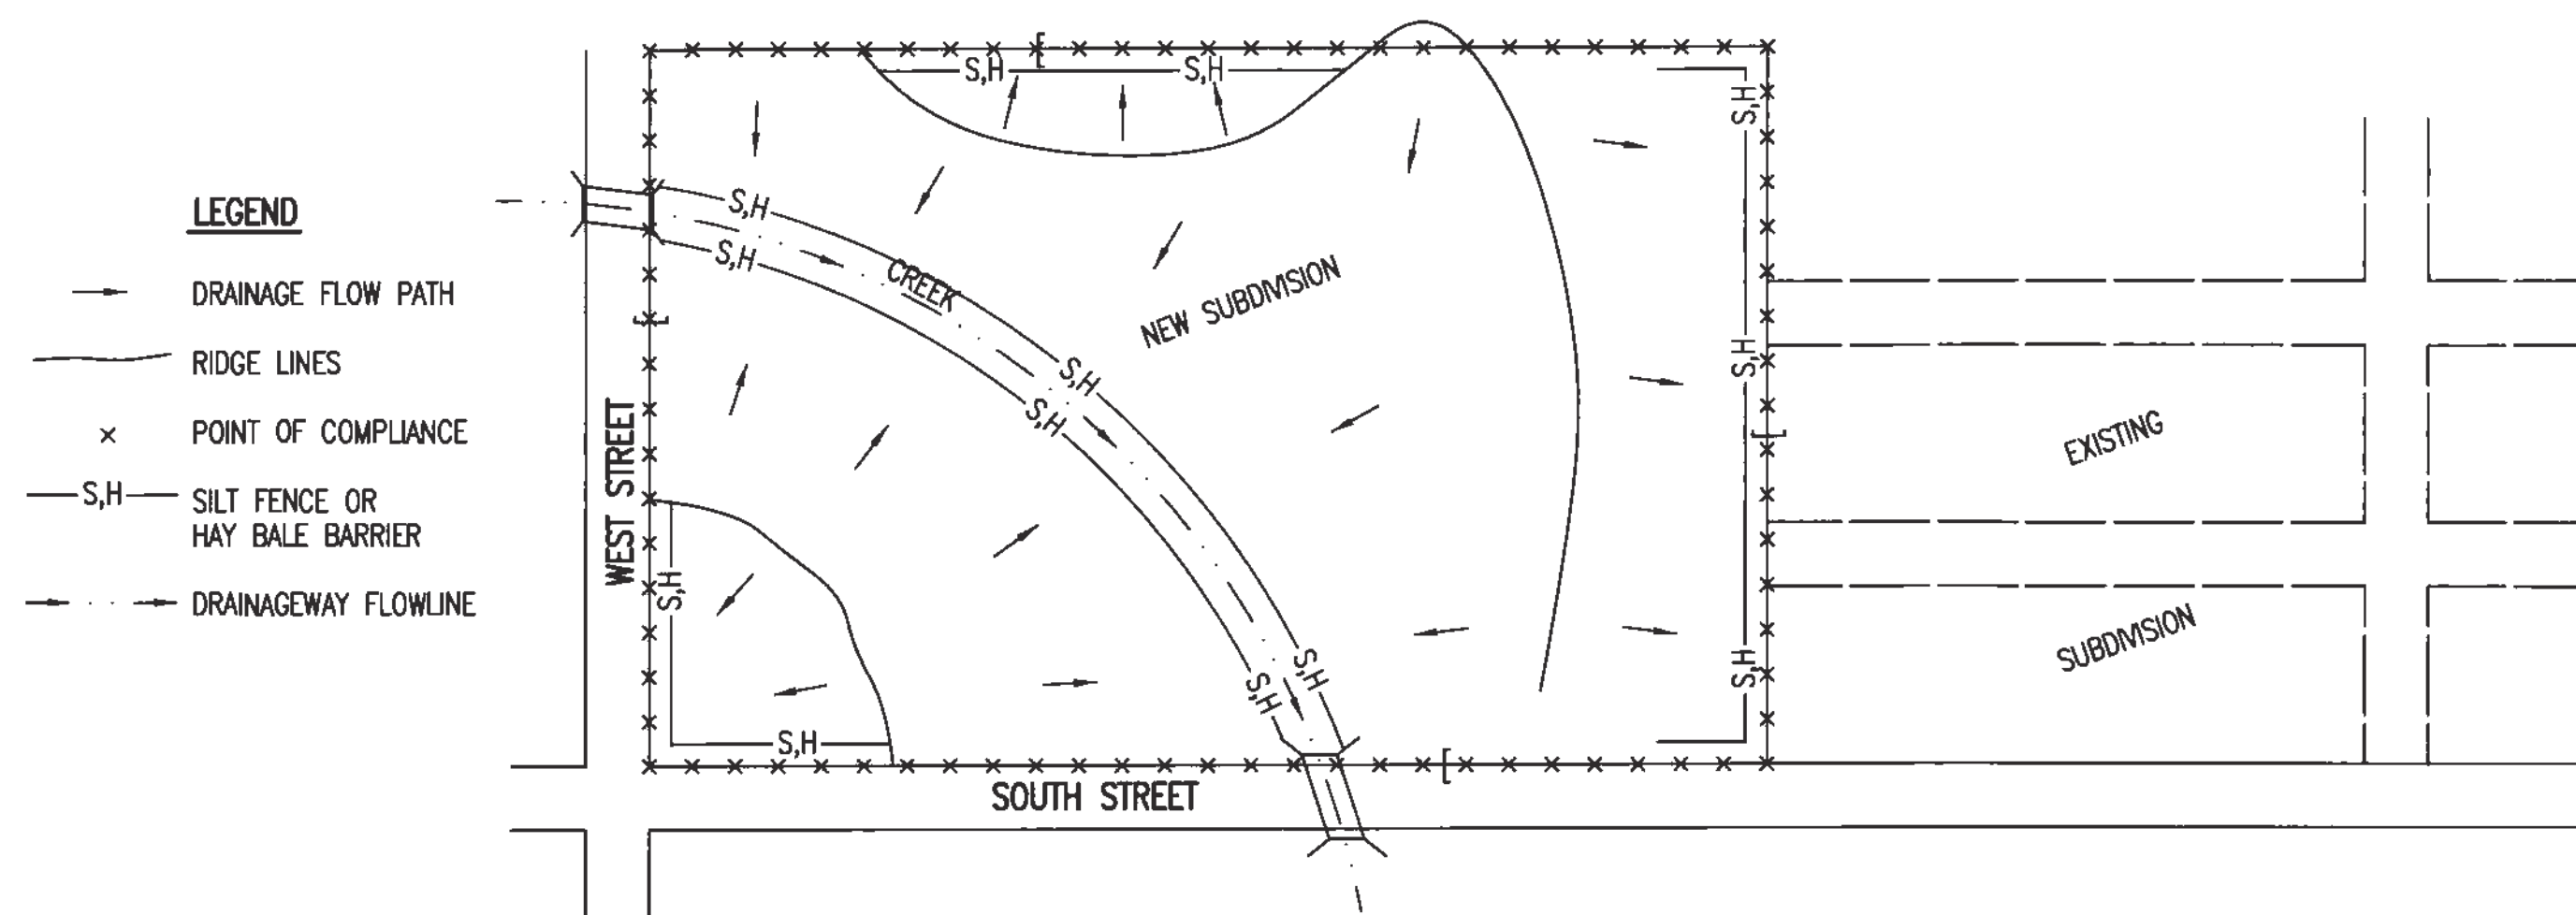 LEGEND
DRAINAGE FLOW PATH
RIDGE LINES
POINT OF COMPLIANCE
S,H
SILT FENCE OR
HAY BALE BARRIER
DRAINAGEWAY FLOWLINE
S,H
S,H
S,H
S,H
S,H
CREEK
NEW SUBDIVISION
S,H
S,H
S,H
WEST STREET
EXISTING
S,H
SUBDIVISION
S,H
S,H
S,H
S,H
SOUTH STREET